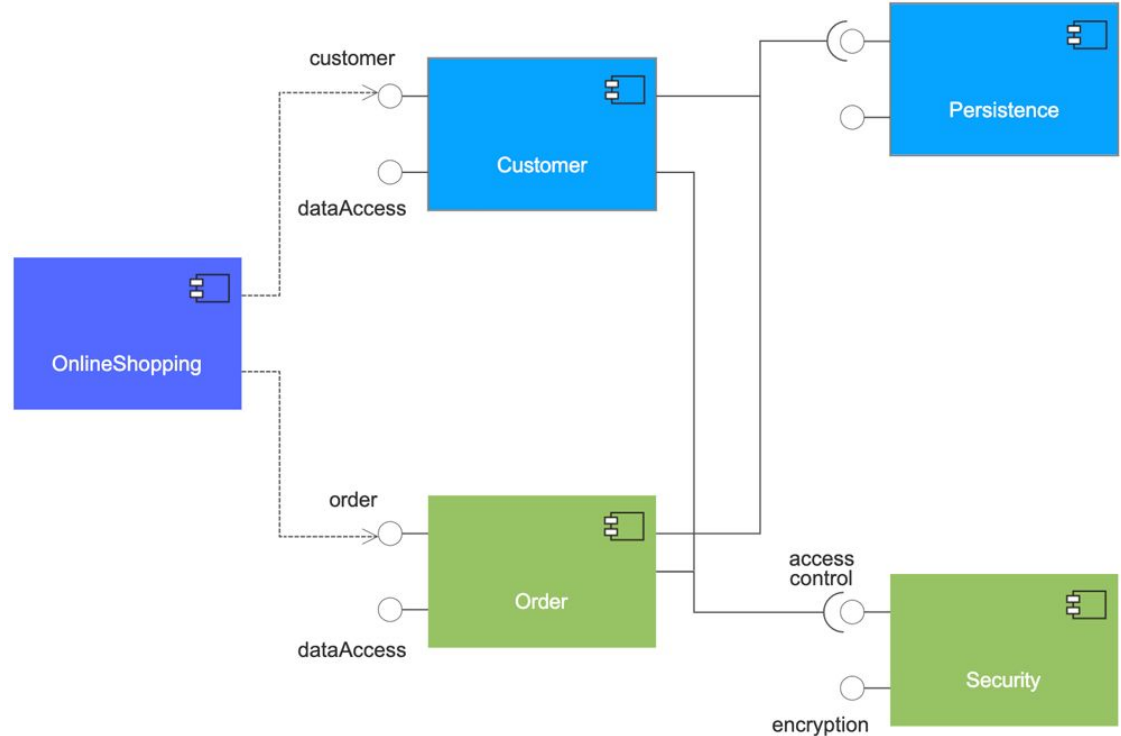 customer
Persistence
Customer
dataAccess
OnlineShopping
order
access
control
Order
dataAccess
Security
encryption